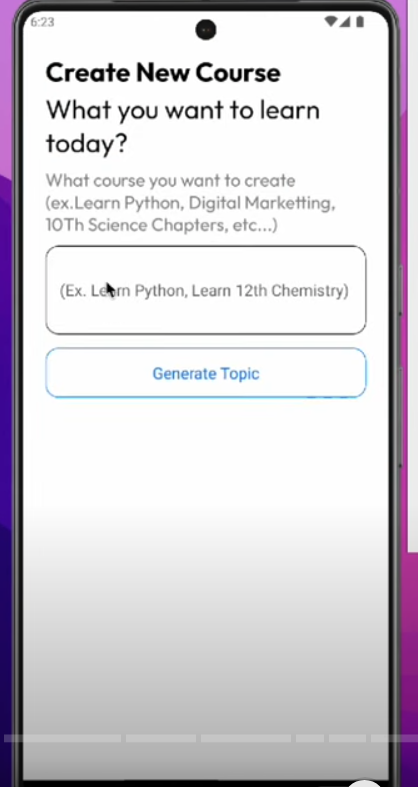 6:23
Create New Course
What you want to learn
today?
What course you want to create
(ex.Learn Python, Digital Marketting,
10Th Science Chapters, etc...)
(Ex. Learn Python, Learn 12th Chemistry)
Generate Topic